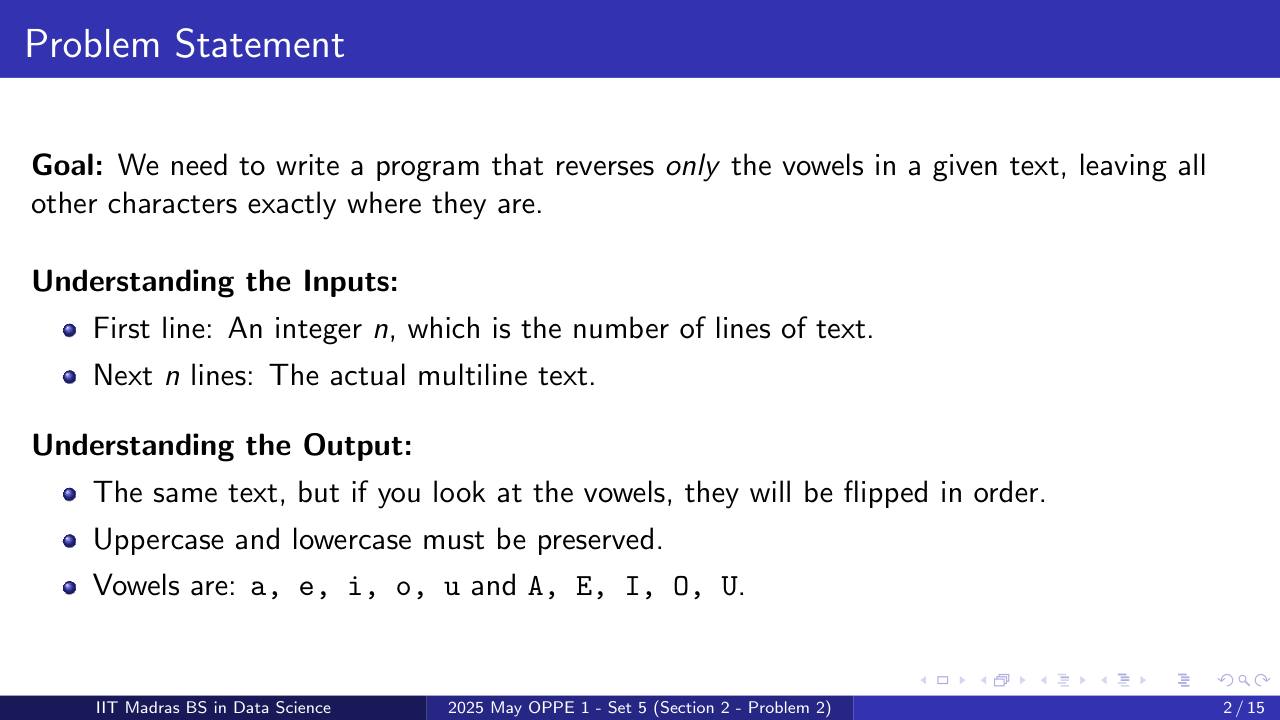 Problem Statement
Goal: We need to write a program that reverses only the vowels in a given text, leaving all
other characters exactly where they are.
Understanding the Inputs:
First line: An integer n, which is the number of lines of text.
Next n lines: The actual multiline text.
Understanding the Output:
The same text, but if you look at the vowels, they will be flipped in order.
Uppercase and lowercase must be preserved.
Vowels are: a, e, i, o, u and A, E, I, O, U.
IIT Madras BS in Data Science
2025 May OPPE 1 - Set 5 (Section 2 - Problem 2)
2 / 15